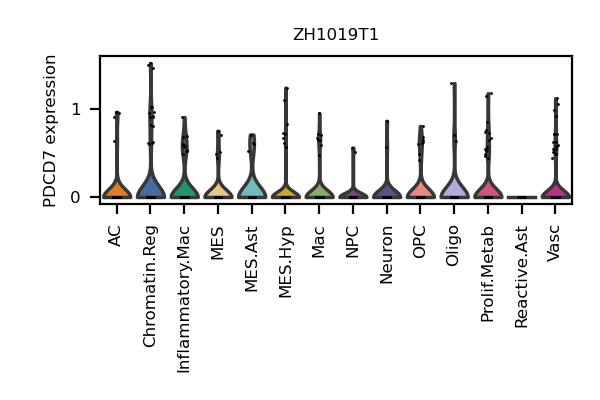 ZH1019T1
PDCD7 expression
1
0
AC
Chromatin.Reg
Inflammatory.Mac
MES
MES.Ast
MES.Hyp
Mac
NPC
Neuron
OPC
Oligo
Prolif.Metab
Reactive.Ast
Vasc